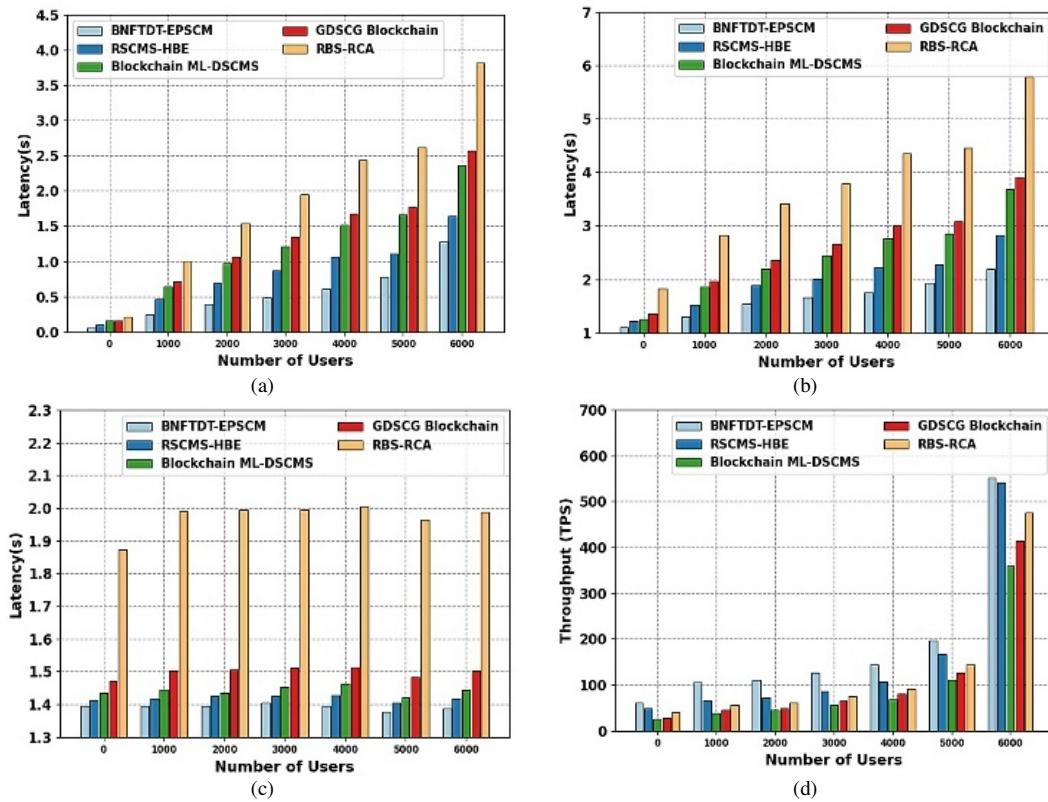 4.5
4.0
3.5
3.0
2.5
2.0
1.5
1.0
0.5
0.0
Latency(s)
BNFTDT-EPSCM
RSCMS-HBE
Blockchain ML-DSCMS
GDSCG Blockchain
RBS-RCA
0 1000 2000 3000 4000 5000 6000
Number of Users
(a)
7
6
5
4
3
2
1
Latency(s)
BNFTDT-EPSCM
RSCMS-HBE
Blockchain ML-DSCMS
GDSCG Blockchain
RBS-RCA
0 1000 2000 3000 4000 5000 6000
Number of Users
(b)
2.3
2.2
2.1
2.0
1.9
1.8
1.7
1.6
1.5
1.4
1.3
Latency(s)
BNFTDT-EPSCM
RSCMS-HBE
Blockchain ML-DSCMS
GDSCG Blockchain
RBS-RCA
0 1000 2000 3000 4000 5000 6000
Number of Users
(c)
700
600
500
400
300
200
100
0
Throughput (TPS)
BNFTDT-EPSCM
RSCMS-HBE
Blockchain ML-DSCMS
GDSCG Blockchain
RBS-RCA
0 1000 2000 3000 4000 5000 6000
Number of Users
(d)